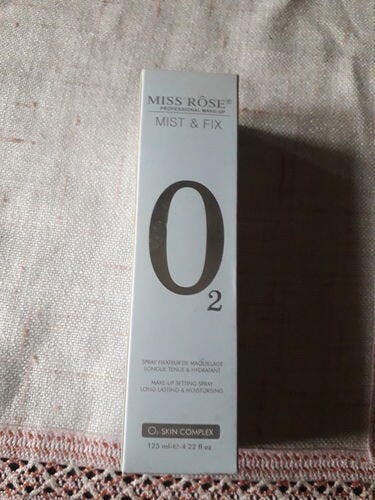 MISS RÔSE®
PROFESSIONAL MAKE-UP
MIST & FIX
O2
SPRAY FIXATEUR DE MAQUILLAGE
LONGUE TENUE & HYDRATANT
MAKE-UP SETTING SPRAY
LONG LASTING & MOISTURISING
O2 SKIN COMPLEX
125 ml-℮-4.22 fl oz